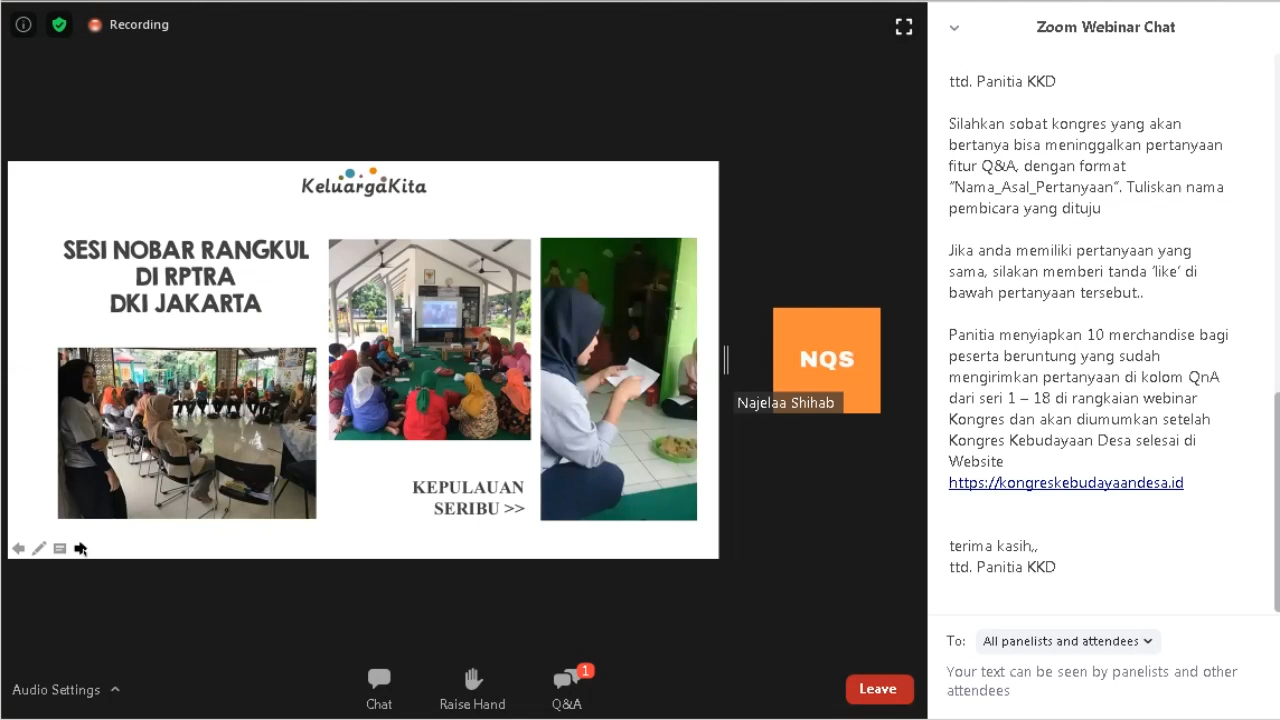 Recording
KeluargaKita
SESI NOBAR RANGKUL
DI RPTRA
DKI JAKARTA
KEPULAUAN
SERIBU >>
NQS
Najelaa Shihab
Audio Settings
Chat
Raise Hand
Q&A
1
Leave
Zoom Webinar Chat
ttd. Panitia KKD
Silahkan sobat kongres yang akan
bertanya bisa meninggalkan pertanyaan
fitur Q&A, dengan format
"Nama_Asal_Pertanyaan". Tuliskan nama
pembicara yang dituju
Jika anda memiliki pertanyaan yang
sama, silakan memberi tanda 'like' di
bawah pertanyaan tersebut..
Panitia menyiapkan 10 merchandise bagi
peserta beruntung yang sudah
mengirimkan pertanyaan di kolom QnA
dari seri 1 – 18 di rangkaian webinar
Kongres dan akan diumumkan setelah
Kongres Kebudayaan Desa selesai di
Website
https://kongreskebudayaandesa.id
terima kasih,,
ttd. Panitia KKD
To: All panelists and attendees
Your text can be seen by panelists and other
attendees